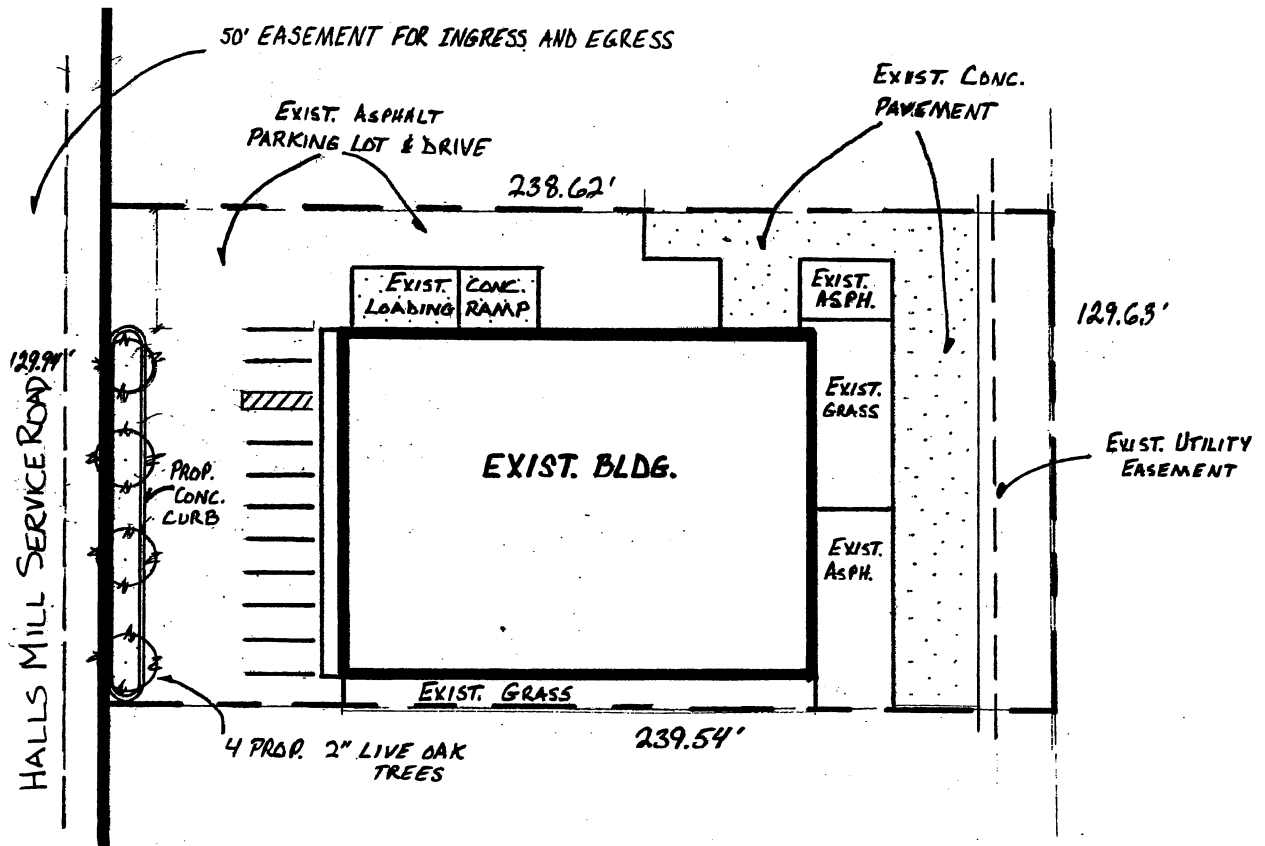 50' EASEMENT FOR INGRESS AND EGRESS
EXIST. CONC.
PAVEMENT
EXIST. ASPHALT
PARKING LOT & DRIVE
238.62'
EXIST. CONC.
LOADING RAMP
EXIST.
ASPH.
129.63'
129.94'
HALLS MILL SERVICE ROAD
EXIST.
GRASS
EXIST. BLDG.
EXIST. UTILITY
EASEMENT
PROP.
CONC.
CURB
EXIST.
ASPH.
EXIST. GRASS
239.54'
4 PROP. 2" LIVE OAK
TREES